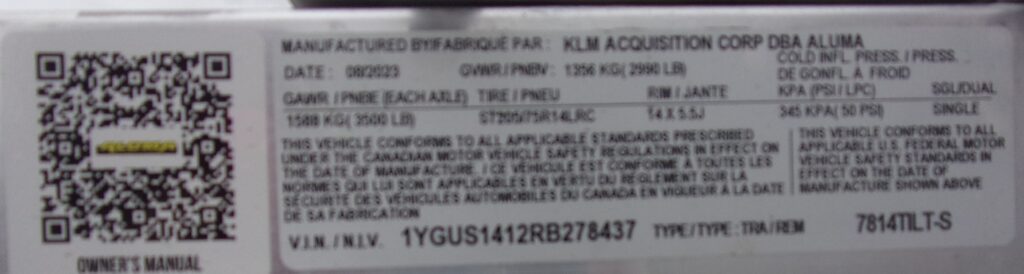 MANUFACTURED BY/FABRIQUÉ PAR : KLM ACQUISITION CORP DBA ALUMA
DATE : 08/2023 GVWR / PNBV : 1356 KG( 2990 LB) COLD INFL. PRESS. / PRESS. DE GONFL. À FROID
GAWR / PNBE (EACH AXLE) TIRE / PNEU RIM / JANTE KPA (PSI / LPC) SGL/DUAL
1588 KG( 3500 LB) ST205/75R14LRC 14 X 5.5J 345 KPA( 50 PSI) SINGLE
THIS VEHICLE CONFORMS TO ALL APPLICABLE STANDARDS PRESCRIBED
UNDER THE CANADIAN MOTOR VEHICLE SAFETY REGULATIONS IN EFFECT ON
THE DATE OF MANUFACTURE. / CE VÉHICULE EST CONFORME À TOUTES LES
NORMES QUI LUI SONT APPLICABLES EN VERTU DU RÈGLEMENT SUR LA
SÉCURITÉ DES VÉHICULES AUTOMOBILES DU CANADA EN VIGUEUR À LA DATE
DE SA FABRICATION
THIS VEHICLE CONFORMS TO ALL
APPLICABLE U.S. FEDERAL MOTOR
VEHICLE SAFETY STANDARDS IN
EFFECT ON THE DATE OF
MANUFACTURE SHOWN ABOVE
V.I.N. / N.I.V. 1YGUS1412RB278437 TYPE/TYPE : TRA/REM 7814TILT-S
OWNER'S MANUAL